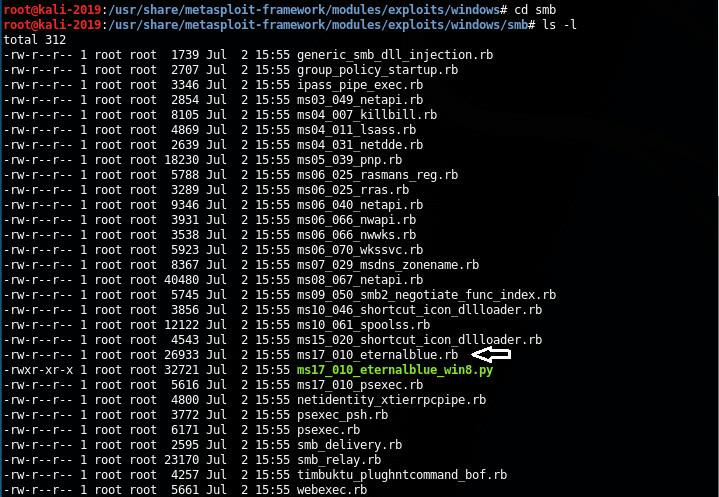 root@kali-2019:/usr/share/metasploit-framework/modules/exploits/windows# cd smb
root@kali-2019:/usr/share/metasploit-framework/modules/exploits/windows/smb# ls -l
total 312
-rw-r--r-- 1 root root  1739 Jul  2 15:55 generic_smb_dll_injection.rb
-rw-r--r-- 1 root root  2707 Jul  2 15:55 group_policy_startup.rb
-rw-r--r-- 1 root root  3346 Jul  2 15:55 ipass_pipe_exec.rb
-rw-r--r-- 1 root root  2854 Jul  2 15:55 ms03_049_netapi.rb
-rw-r--r-- 1 root root  8105 Jul  2 15:55 ms04_007_killbill.rb
-rw-r--r-- 1 root root  4869 Jul  2 15:55 ms04_011_lsass.rb
-rw-r--r-- 1 root root  2639 Jul  2 15:55 ms04_031_netdde.rb
-rw-r--r-- 1 root root 18230 Jul  2 15:55 ms05_039_pnp.rb
-rw-r--r-- 1 root root  5788 Jul  2 15:55 ms06_025_rasmans_reg.rb
-rw-r--r-- 1 root root  3289 Jul  2 15:55 ms06_025_rras.rb
-rw-r--r-- 1 root root  9346 Jul  2 15:55 ms06_040_netapi.rb
-rw-r--r-- 1 root root  3931 Jul  2 15:55 ms06_066_nwapi.rb
-rw-r--r-- 1 root root  3538 Jul  2 15:55 ms06_066_nwwks.rb
-rw-r--r-- 1 root root  5923 Jul  2 15:55 ms06_070_wkssvc.rb
-rw-r--r-- 1 root root  8367 Jul  2 15:55 ms07_029_msdns_zonename.rb
-rw-r--r-- 1 root root 40480 Jul  2 15:55 ms08_067_netapi.rb
-rw-r--r-- 1 root root  5745 Jul  2 15:55 ms09_050_smb2_negotiate_func_index.rb
-rw-r--r-- 1 root root  3856 Jul  2 15:55 ms10_046_shortcut_icon_dllloader.rb
-rw-r--r-- 1 root root 12122 Jul  2 15:55 ms10_061_spoolss.rb
-rw-r--r-- 1 root root  4543 Jul  2 15:55 ms15_020_shortcut_icon_dllloader.rb
-rw-r--r-- 1 root root 26933 Jul  2 15:55 ms17_010_eternalblue.rb
-rwxr-xr-x 1 root root 32721 Jul  2 15:55 ms17_010_eternalblue_win8.py
-rw-r--r-- 1 root root  5616 Jul  2 15:55 ms17_010_psexec.rb
-rw-r--r-- 1 root root  4800 Jul  2 15:55 netidentity_xtierrpcpipe.rb
-rw-r--r-- 1 root root  3772 Jul  2 15:55 psexec_psh.rb
-rw-r--r-- 1 root root  6171 Jul  2 15:55 psexec.rb
-rw-r--r-- 1 root root  2595 Jul  2 15:55 smb_delivery.rb
-rw-r--r-- 1 root root 23170 Jul  2 15:55 smb_relay.rb
-rw-r--r-- 1 root root  4257 Jul  2 15:55 timbuktu_plughntcommand_bof.rb
-rw-r--r-- 1 root root  5661 Jul  2 15:55 webexec.rb